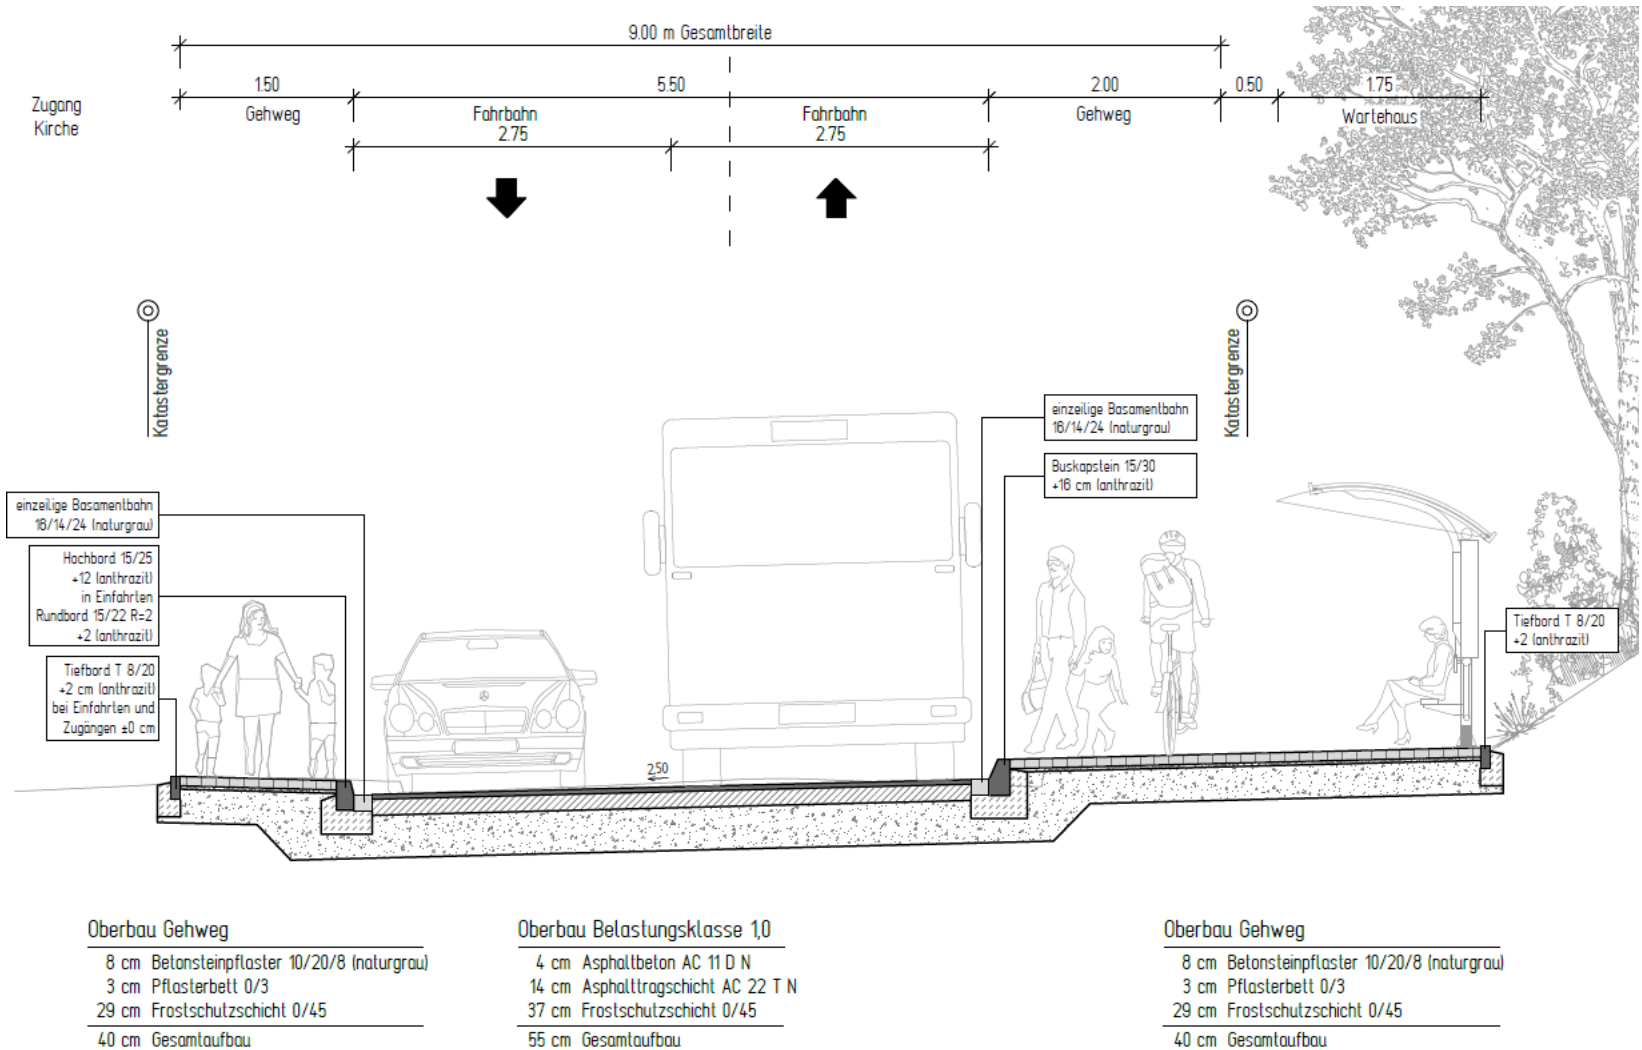 9.00 m Gesamtbreite
1.50
5.50
2.00
0.50
1.75
Zugang
Kirche
Gehweg
Fahrbahn
2.75
Fahrbahn
2.75
Gehweg
Wartehaus
Katastergrenze
Katastergrenze
einzeilige Basamentbahn
16/14/24 (naturgrau)
Buskapstein 15/30
+16 cm (anthrazit)
einzeilige Basamentbahn
16/14/24 (naturgrau)
Hochbord 15/25
+12 (anthrazit)
in Einfahrten
Rundbord 15/22 R=2
+2 (anthrazit)
Tiefbord T 8/20
+2 cm (anthrazit)
bei Einfahrten und
Zugängen ±0 cm
Tiefbord T 8/20
+2 (anthrazit)
2,50
Oberbau Gehweg
8 cm Betonsteinpflaster 10/20/8 (naturgrau)
3 cm Pflasterbett 0/3
29 cm Frostschutzschicht 0/45
40 cm Gesamtaufbau
Oberbau Belastungsklasse 1,0
4 cm Asphaltbeton AC 11 D N
14 cm Asphalttragschicht AC 22 T N
37 cm Frostschutzschicht 0/45
55 cm Gesamtaufbau
Oberbau Gehweg
8 cm Betonsteinpflaster 10/20/8 (naturgrau)
3 cm Pflasterbett 0/3
29 cm Frostschutzschicht 0/45
40 cm Gesamtaufbau